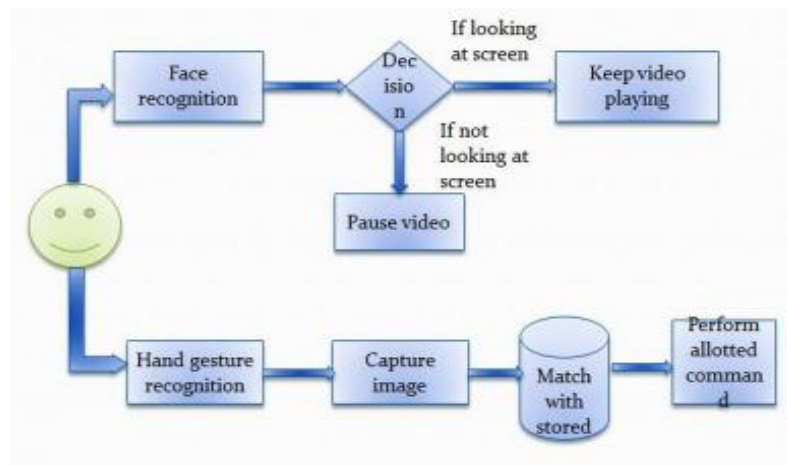 Face
recognition
Dec
isio
n
If looking
at screen
Keep video
playing
If not
looking at
screen
Pause video
Hand gesture
recognition
Capture
image
Match
with
stored
Perform
allotted
comman
d